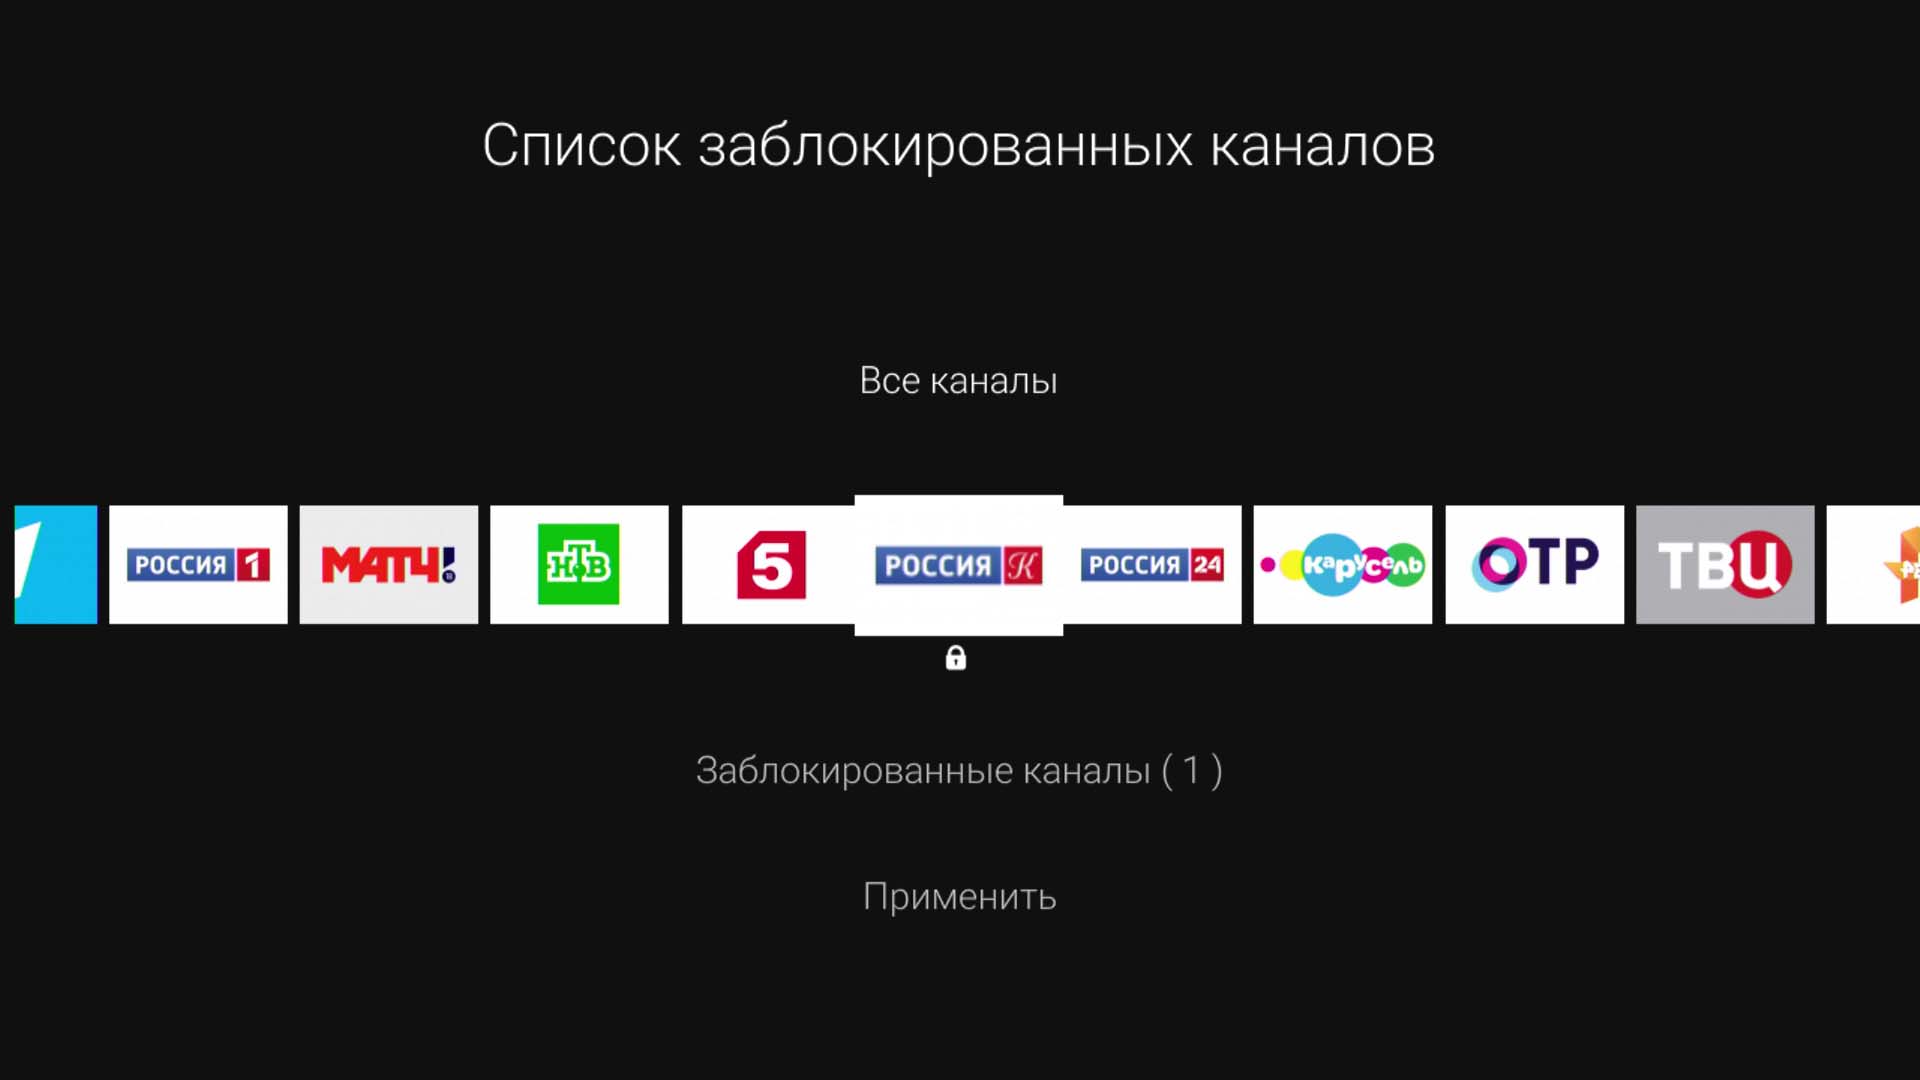 Список заблокированных каналов
Все каналы
1 РОССИЯ 1 МАТЧ! НТВ 5 РОССИЯ К РОССИЯ 24 Карусель ОТР ТВЦ
Заблокированные каналы ( 1 )
Применить